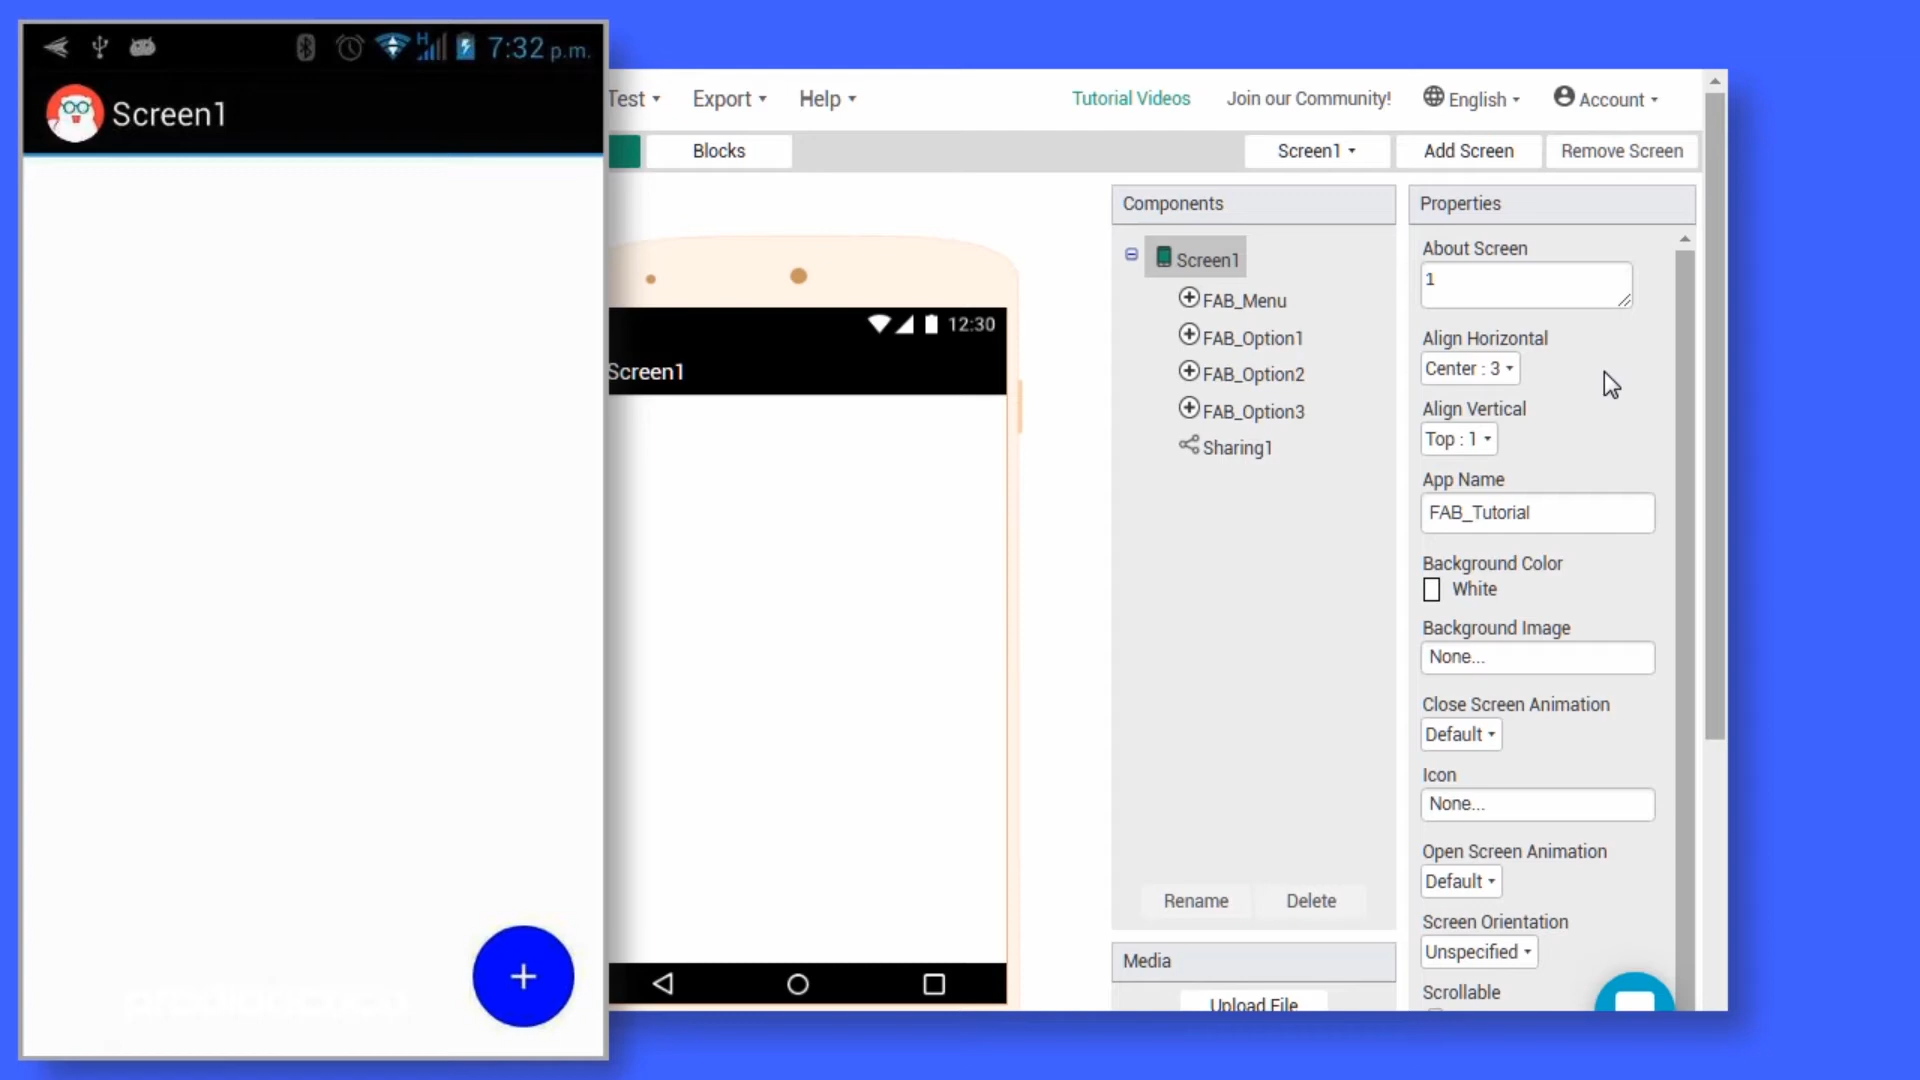 7:32 p.m.
Screen1
Test
Export
Help
Tutorial Videos
Join our Community!
English
Account
Blocks
Screen1
Add Screen
Remove Screen
12:30
Screen1
Components
Screen1
FAB_Menu
FAB_Option1
FAB_Option2
FAB_Option3
Sharing1
Rename
Delete
Media
Upload File
Properties
About Screen
1
Align Horizontal
Center : 3
Align Vertical
Top : 1
App Name
FAB_Tutorial
Background Color
White
Background Image
None...
Close Screen Animation
Default
Icon
None...
Open Screen Animation
Default
Screen Orientation
Unspecified
Scrollable